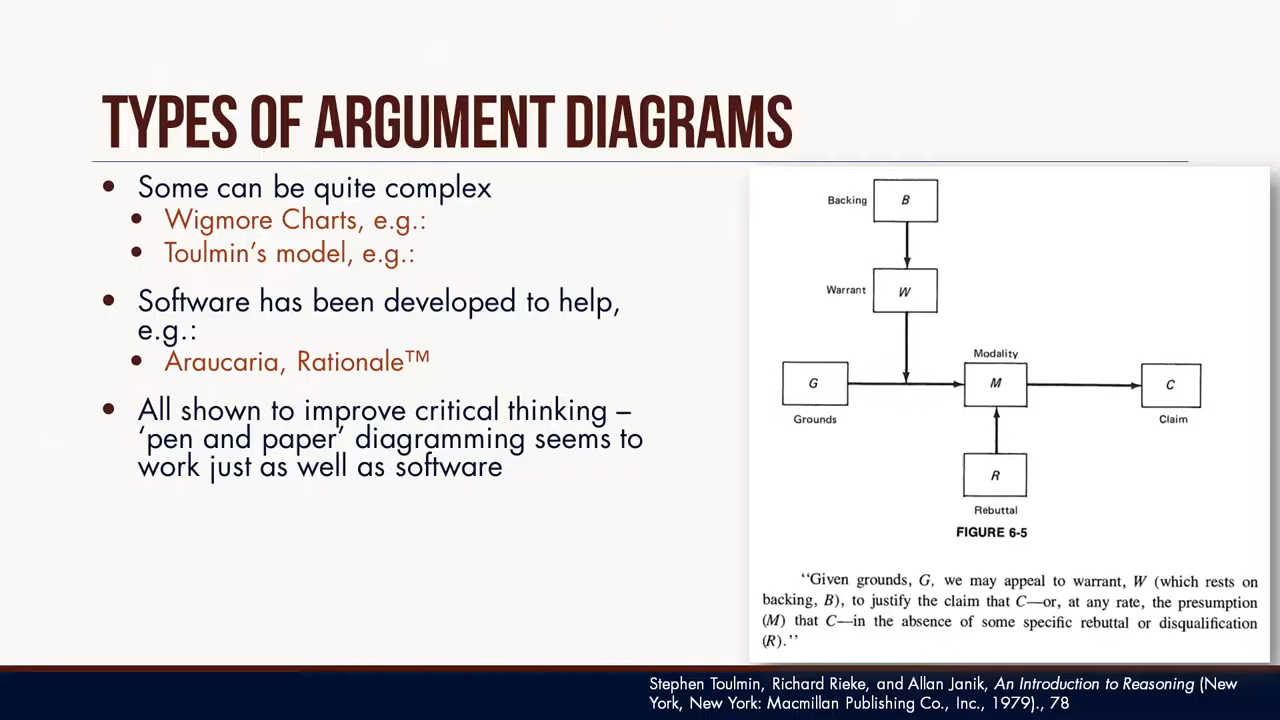 TYPES OF ARGUMENT DIAGRAMS
• Some can be quite complex
• Wigmore Charts, e.g.:
• Toulmin’s model, e.g.:
• Software has been developed to help,
e.g.:
• Araucaria, Rationale™
• All shown to improve critical thinking –
‘pen and paper’ diagramming seems to
work just as well as software
Backing
B
Warrant
W
Modality
G
M
C
Grounds
Claim
R
Rebuttal
FIGURE 6-5
‘‘Given grounds, G, we may appeal to warrant, W (which rests on
backing, B), to justify the claim that C—or, at any rate, the presumption
(M) that C—in the absence of some specific rebuttal or disqualification
(R).’’
Stephen Toulmin, Richard Rieke, and Allan Janik, An Introduction to Reasoning (New
York, New York: Macmillan Publishing Co., Inc., 1979)., 78